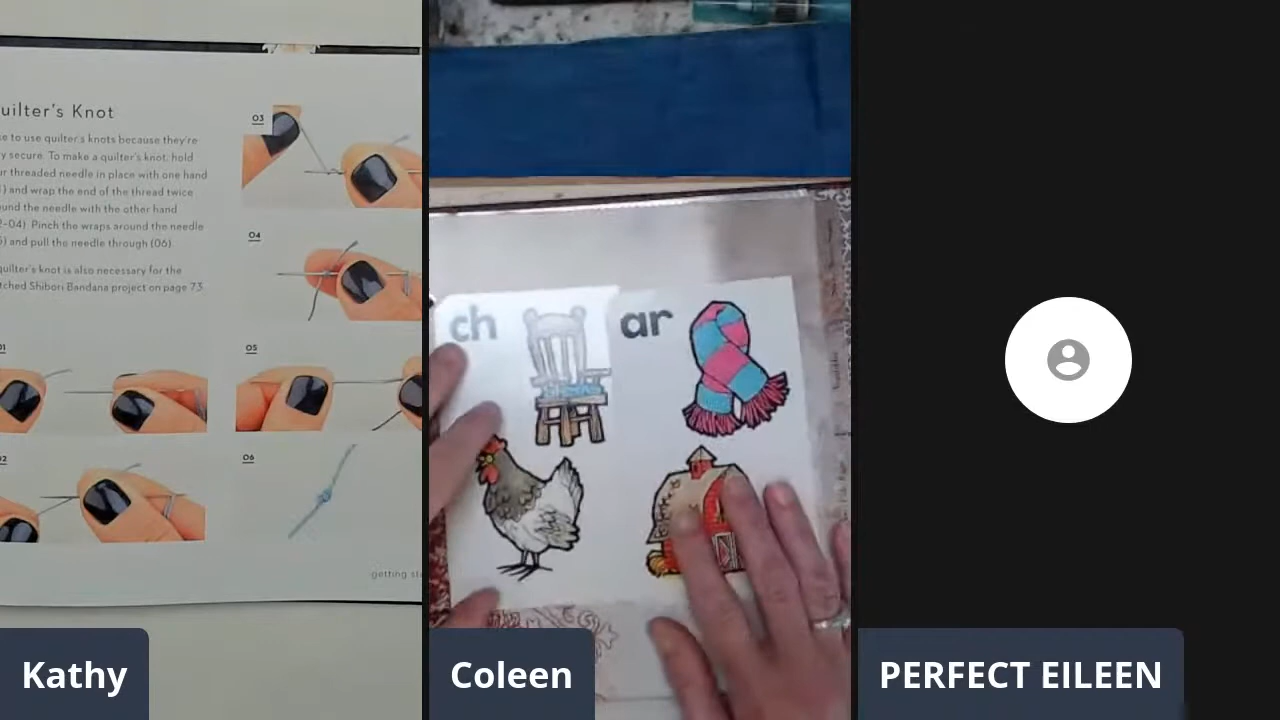 uilter's Knot
e to use quilter's knots because they're
y secure. To make a quilter's knot, hold
ur threaded needle in place with one hand
) and wrap the end of the thread twice
und the needle with the other hand
2–04). Pinch the wraps around the needle
5) and pull the needle through (06).
quilter's knot is also necessary for the
tched Shibori Bandana project on page 73.
03
04
01
05
02
06
getting st
ch
ar
Kathy
Coleen
PERFECT EILEEN